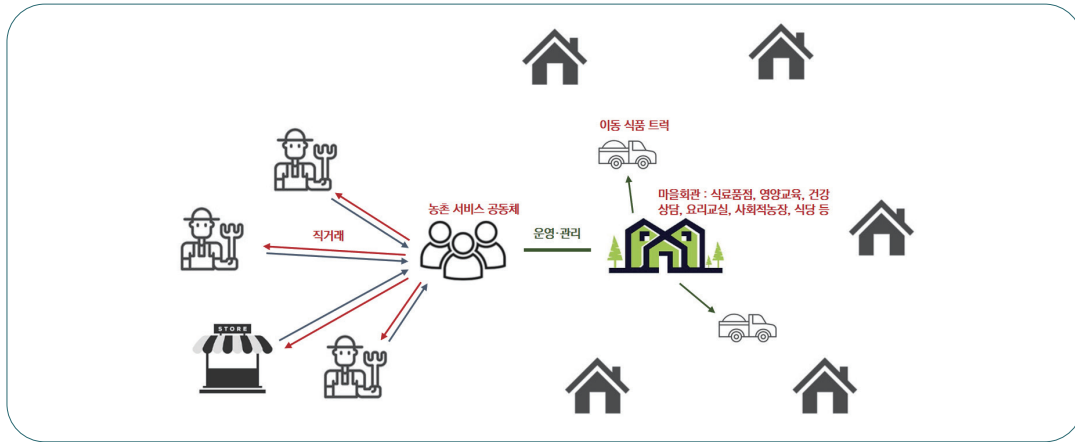 이동 식품 트럭
마을회관 : 식료품점, 영양교육, 건강
상담, 요리교실, 사회적농장, 식당 등
농촌 서비스 공동체
직거래
운영·관리
STORE